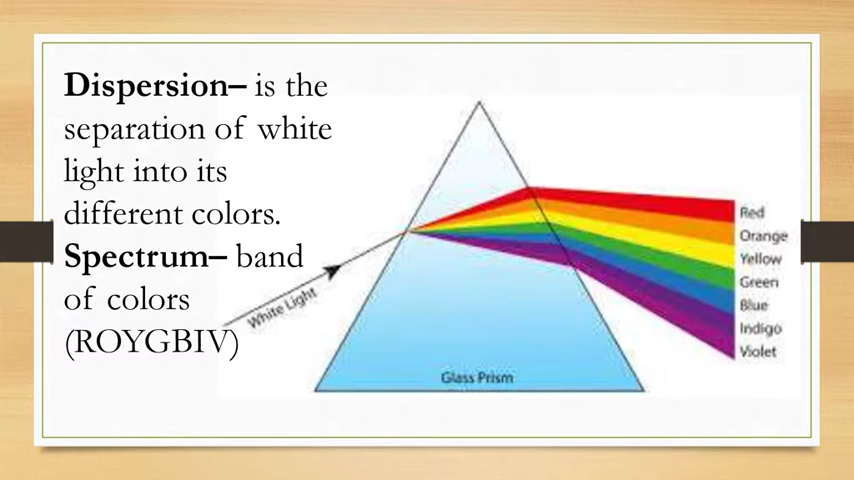 Dispersion– is the
separation of white
light into its
different colors.
Spectrum– band
of colors
(ROYGBIV)
White Light
Glass Prism
Red
Orange
Yellow
Green
Blue
Indigo
Violet